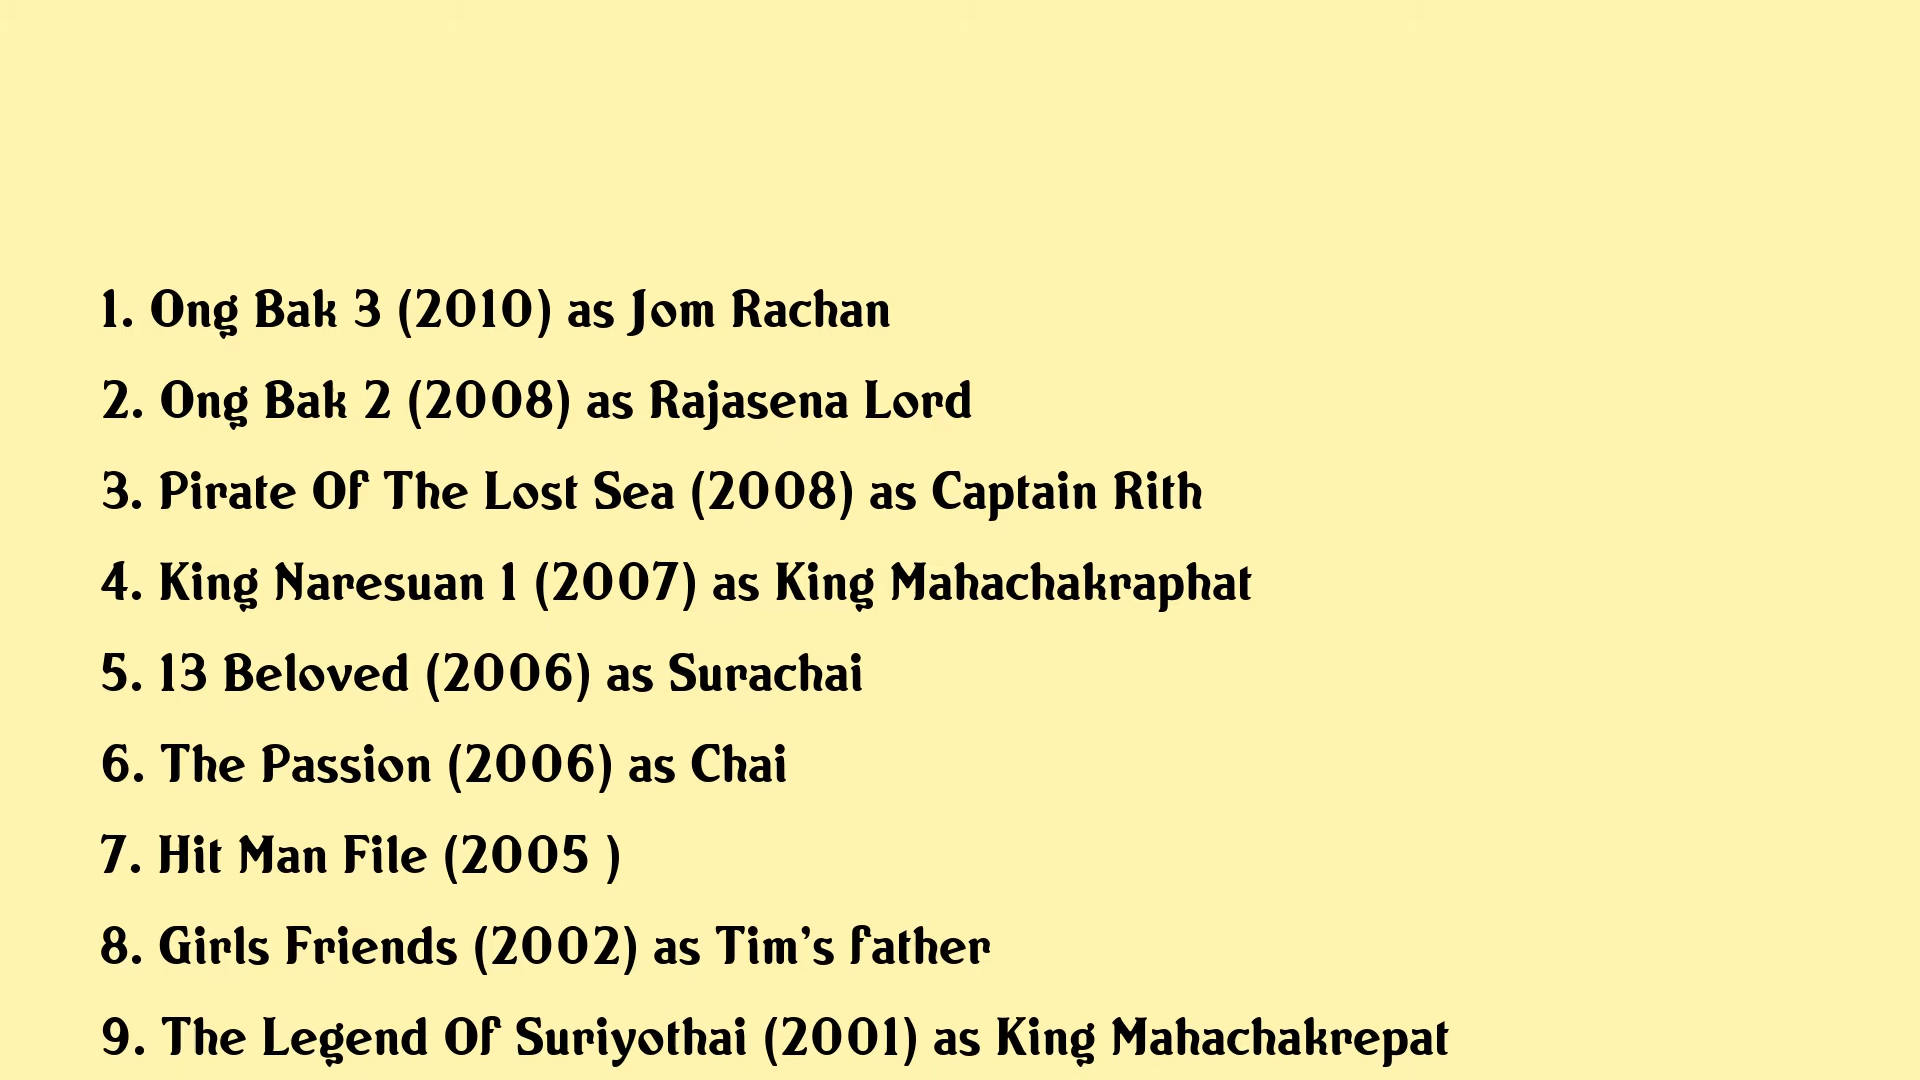 1. Ong Bak 3 (2010) as Jom Rachan
2. Ong Bak 2 (2008) as Rajasena Lord
3. Pirate Of The Lost Sea (2008) as Captain Rith
4. King Naresuan 1 (2007) as King Mahachakraphat
5. 13 Beloved (2006) as Surachai
6. The Passion (2006) as Chai
7. Hit Man File (2005 )
8. Girls Friends (2002) as Tim's father
9. The Legend Of Suriyothai (2001) as King Mahachakrepat